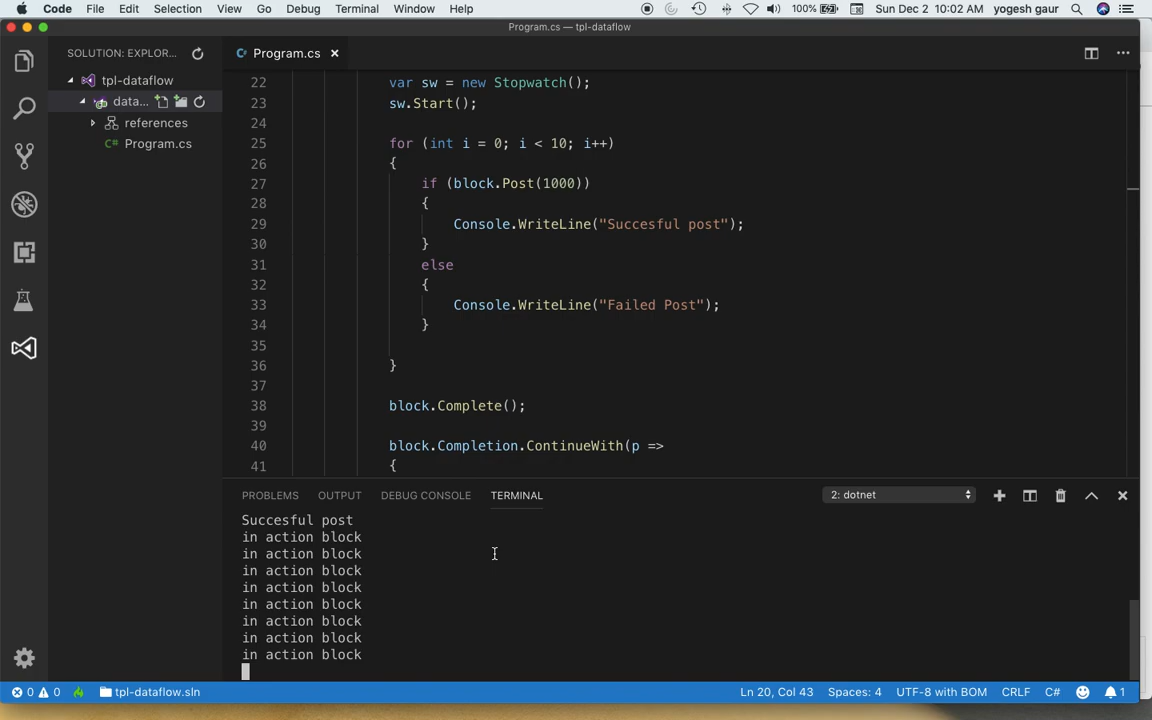 Code File Edit Selection View Go Debug Terminal Window Help 100% Sun Dec 2 10:02 AM yogesh gaur
Program.cs — tpl-dataflow
SOLUTION: EXPLOR...
C# Program.cs ×
tpl-dataflow
data...
references
C# Program.cs
22 var sw = new Stopwatch();
23 sw.Start();
24
25 for (int i = 0; i < 10; i++)
26 {
27 if (block.Post(1000))
28 {
29 Console.WriteLine("Succesful post");
30 }
31 else
32 {
33 Console.WriteLine("Failed Post");
34 }
35
36 }
37
38 block.Complete();
39
40 block.Completion.ContinueWith(p =>
41 {
PROBLEMS OUTPUT DEBUG CONSOLE TERMINAL 2: dotnet
Succesful post
in action block
in action block
in action block
in action block
in action block
in action block
in action block
in action block
0 0 tpl-dataflow.sln Ln 20, Col 43 Spaces: 4 UTF-8 with BOM CRLF C# 1